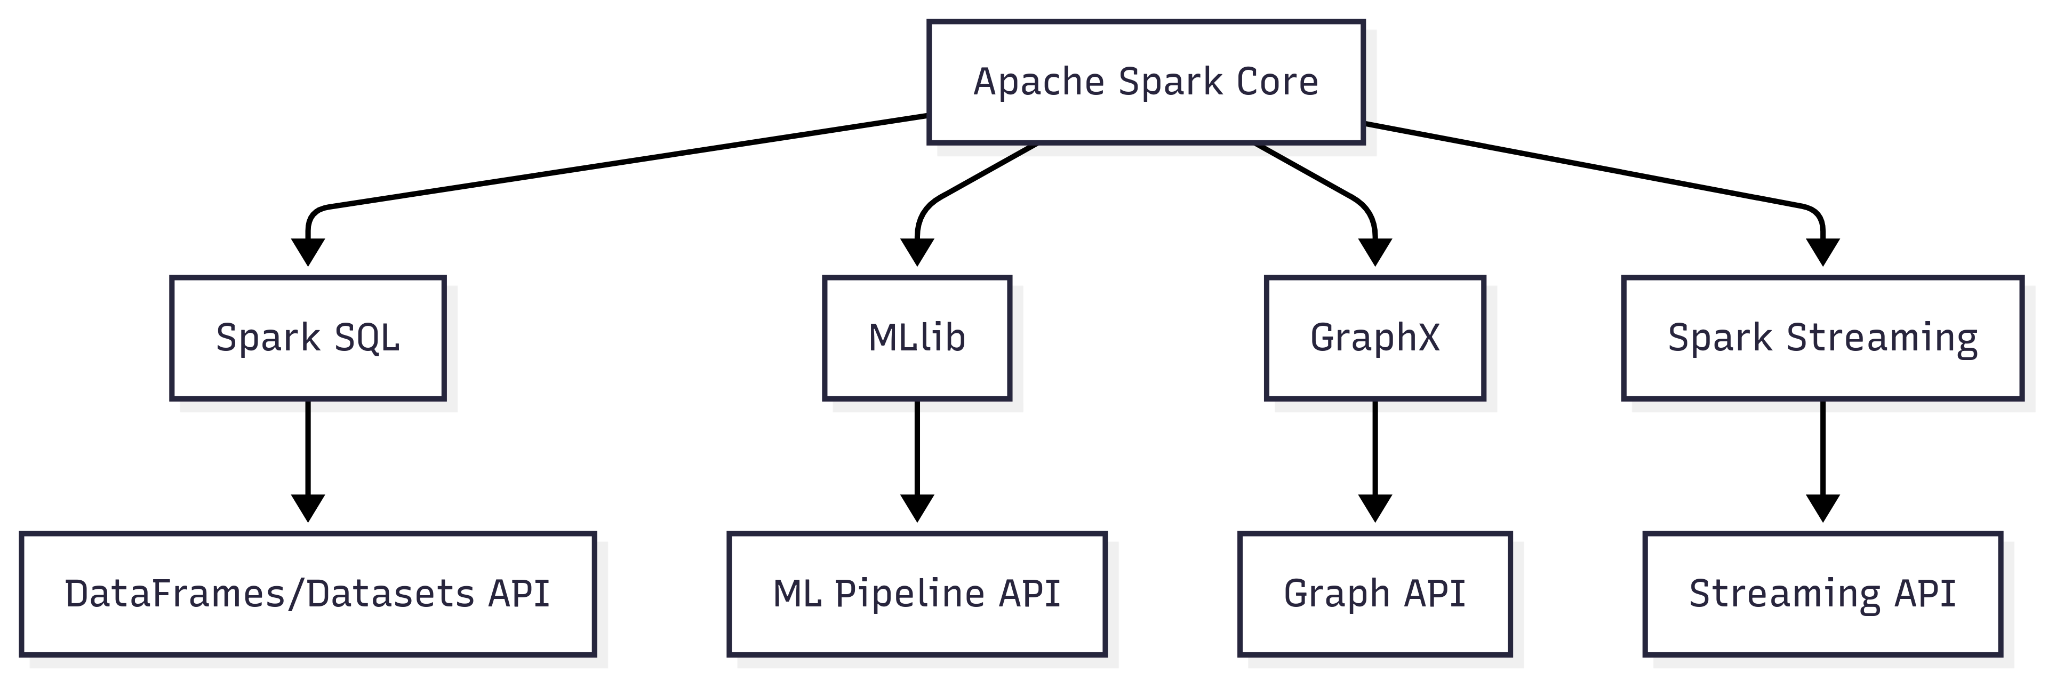 Apache Spark Core
Spark SQL
MLlib
GraphX
Spark Streaming
DataFrames/Datasets API
ML Pipeline API
Graph API
Streaming API